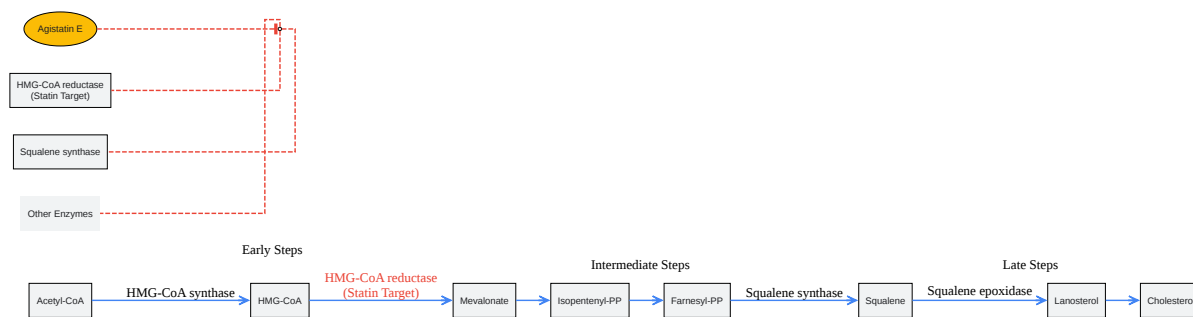 Agistatin E
HMG-CoA reductase
(Statin Target)
Squalene synthase
Other Enzymes
Early Steps
Intermediate Steps
Late Steps
Acetyl-CoA
HMG-CoA synthase
HMG-CoA
HMG-CoA reductase
(Statin Target)
Mevalonate
Isopentenyl-PP
Farnesyl-PP
Squalene synthase
Squalene
Squalene epoxidase
Lanosterol
Cholesterol